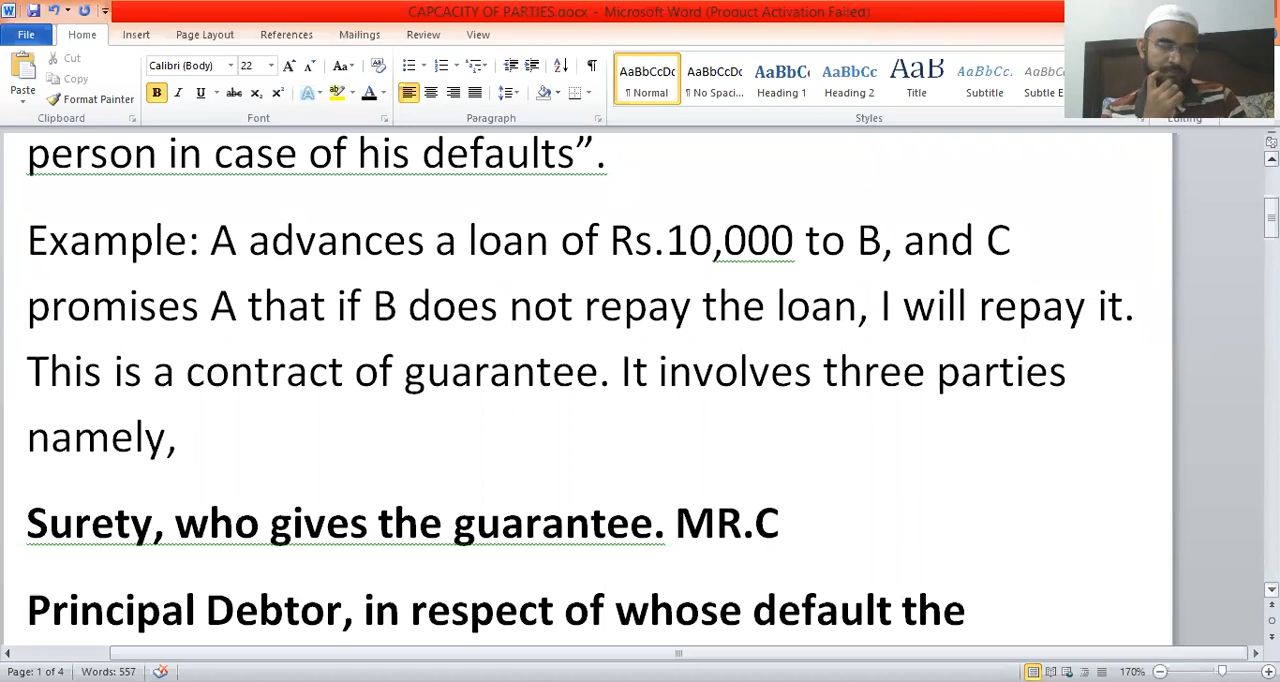 CAPCACITY OF PARTIES.docx - Microsoft Word (Product Activation Failed)
File Home Insert Page Layout References Mailings Review View
Cut
Copy
Paste
Format Painter
Clipboard
Calibri (Body) 22
Font
Paragraph
AaBbCcDc AaBbCcDc AaBbC AaBbCc AaB AaBbCc. AaBbCc
¶ Normal ¶ No Spaci... Heading 1 Heading 2 Title Subtitle Subtle E
Styles
Editing
person in case of his defaults”.
Example: A advances a loan of Rs.10,000 to B, and C
promises A that if B does not repay the loan, I will repay it.
This is a contract of guarantee. It involves three parties
namely,
Surety, who gives the guarantee. MR.C
Principal Debtor, in respect of whose default the
Page: 1 of 4 Words: 557 170%